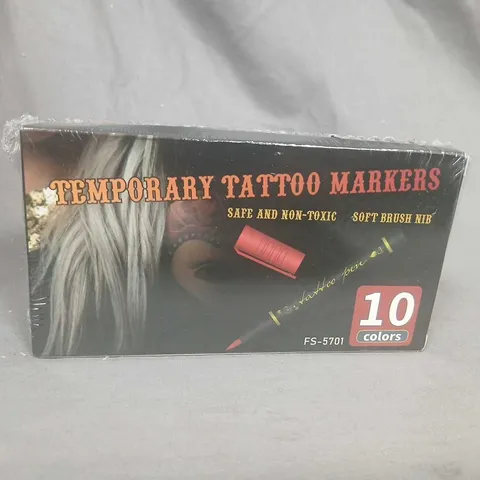 TEMPORARY TATTOO MARKERS
SAFE AND NON-TOXIC SOFT BRUSH NIB
tattoo pen
10
colors
FS-5701